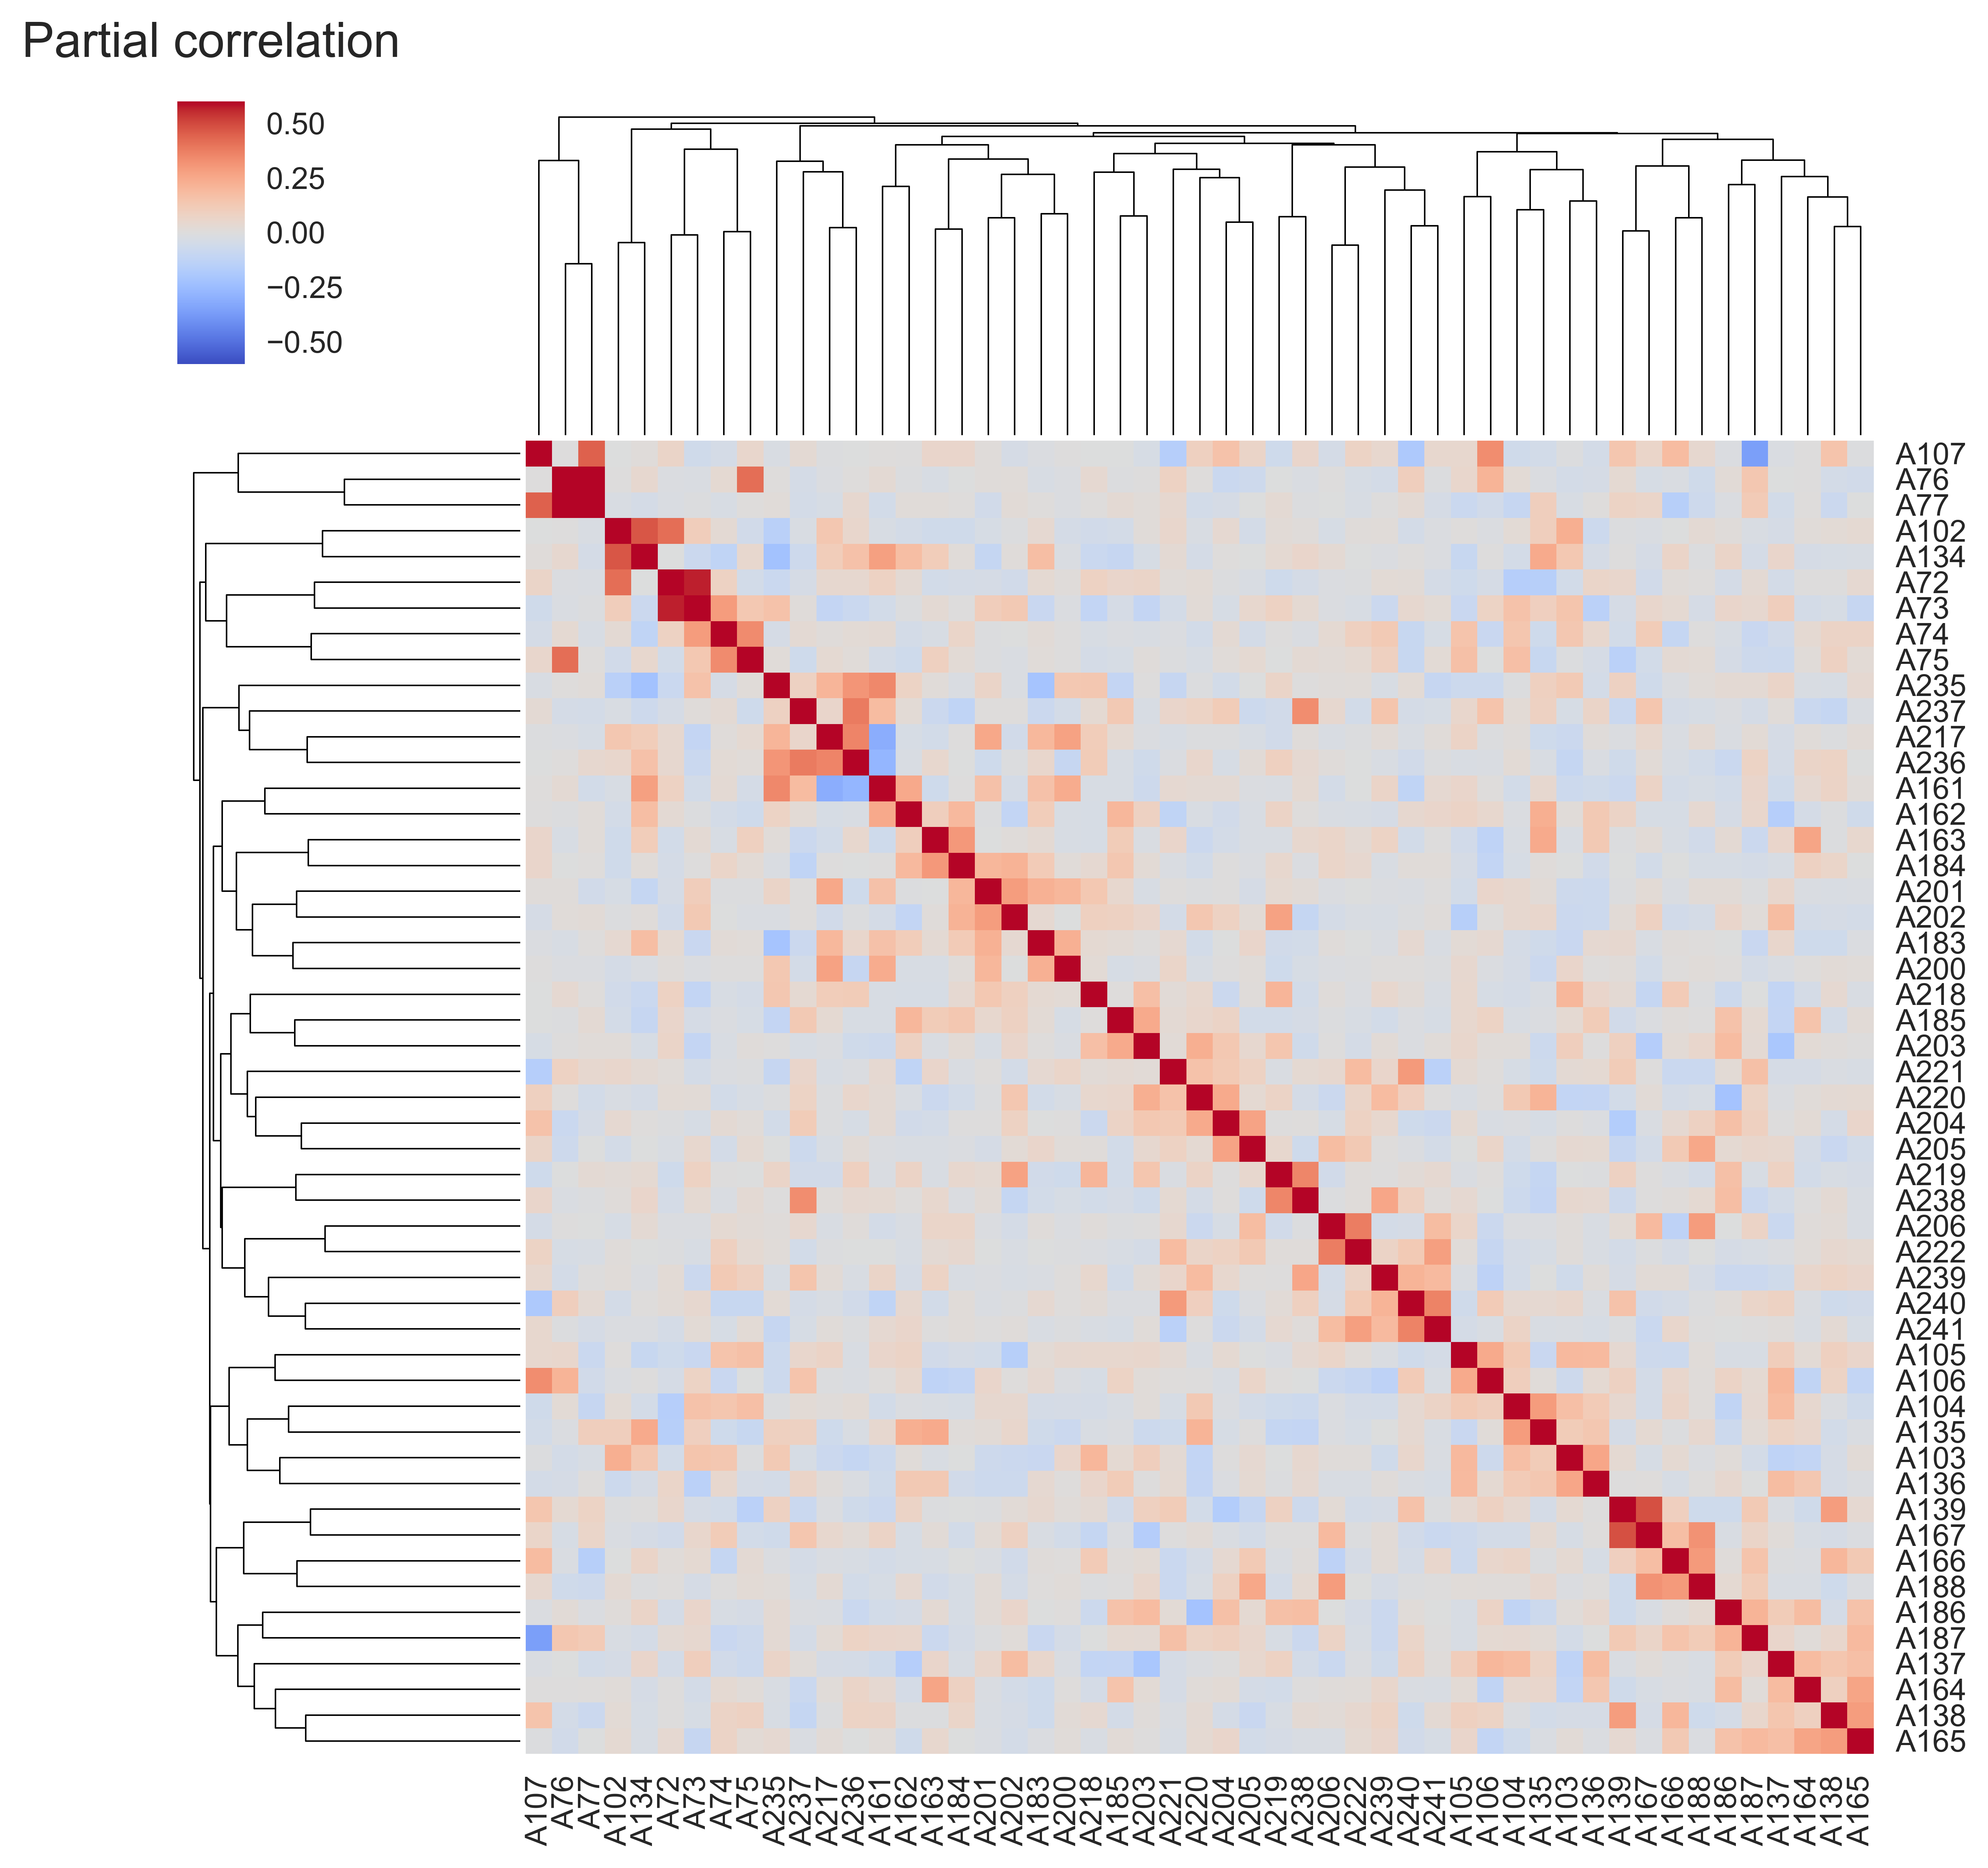 Partial correlation
0.50
0.25
0.00
−0.25
−0.50
A107
A76
A77
A102
A134
A72
A73
A74
A75
A235
A237
A217
A236
A161
A162
A163
A184
A201
A202
A183
A200
A218
A185
A203
A221
A220
A204
A205
A219
A238
A206
A222
A239
A240
A241
A105
A106
A104
A135
A103
A136
A139
A167
A166
A188
A186
A187
A137
A164
A138
A165
A107
A76
A77
A102
A134
A72
A73
A74
A75
A235
A237
A217
A236
A161
A162
A163
A184
A201
A202
A183
A200
A218
A185
A203
A221
A220
A204
A205
A219
A238
A206
A222
A239
A240
A241
A105
A106
A104
A135
A103
A136
A139
A167
A166
A188
A186
A187
A137
A164
A138
A165